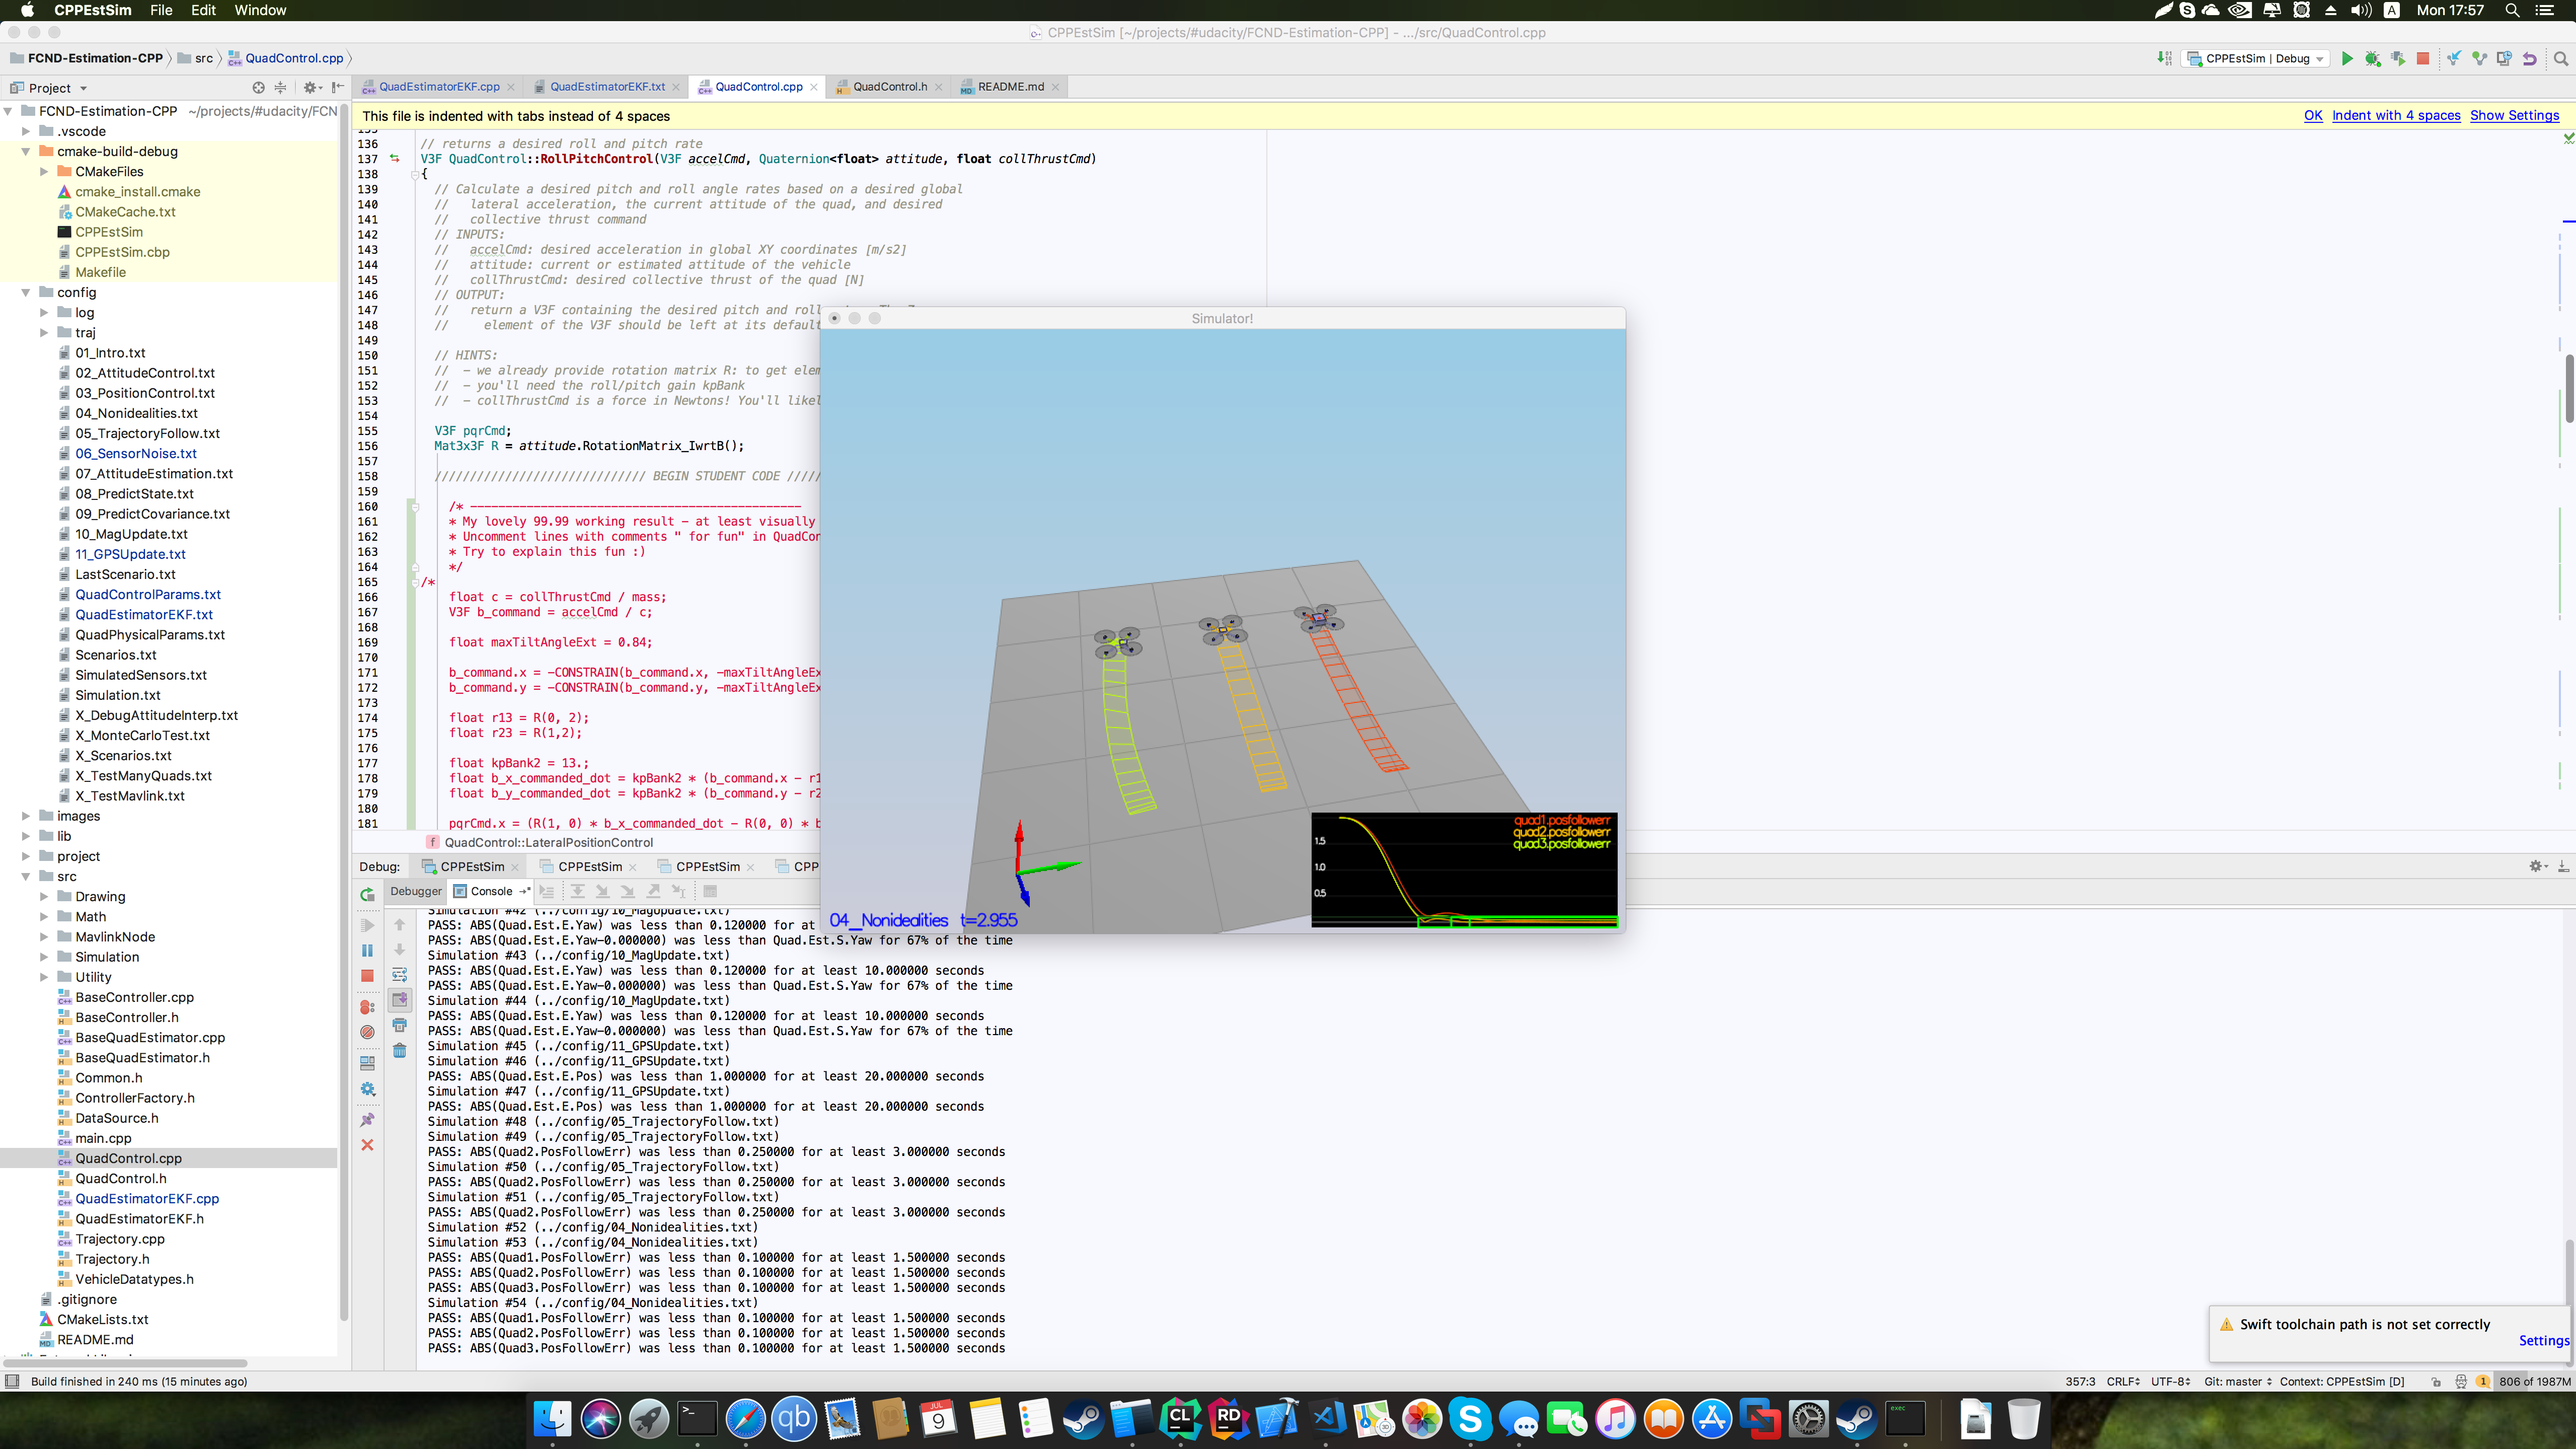 CPPEstSim File Edit Window
A Mon 17:57
CPPEstSim [~/projects/#udacity/FCND-Estimation-CPP] - .../src/QuadControl.cpp
FCND-Estimation-CPP src QuadControl.cpp
CPPEstSim | Debug
Project
QuadEstimatorEKF.cpp QuadEstimatorEKF.txt QuadControl.cpp QuadControl.h README.md
This file is indented with tabs instead of 4 spaces
OK Indent with 4 spaces Show Settings
FCND-Estimation-CPP ~/projects/#udacity/FCN
.vscode
cmake-build-debug
CMakeFiles
cmake_install.cmake
CMakeCache.txt
CPPEstSim
CPPEstSim.cbp
Makefile
config
log
traj
01_Intro.txt
02_AttitudeControl.txt
03_PositionControl.txt
04_Nonidealities.txt
05_TrajectoryFollow.txt
06_SensorNoise.txt
07_AttitudeEstimation.txt
08_PredictState.txt
09_PredictCovariance.txt
10_MagUpdate.txt
11_GPSUpdate.txt
LastScenario.txt
QuadControlParams.txt
QuadEstimatorEKF.txt
QuadPhysicalParams.txt
Scenarios.txt
SimulatedSensors.txt
Simulation.txt
X_DebugAttitudeInterp.txt
X_MonteCarloTest.txt
X_Scenarios.txt
X_TestManyQuads.txt
X_TestMavlink.txt
images
lib
project
src
Drawing
Math
MavlinkNode
Simulation
Utility
BaseController.cpp
BaseController.h
BaseQuadEstimator.cpp
BaseQuadEstimator.h
Common.h
ControllerFactory.h
DataSource.h
main.cpp
QuadControl.cpp
QuadControl.h
QuadEstimatorEKF.cpp
QuadEstimatorEKF.h
Trajectory.cpp
Trajectory.h
VehicleDatatypes.h
.gitignore
CMakeLists.txt
README.md
136 // returns a desired roll and pitch rate
137 V3F QuadControl::RollPitchControl(V3F accelCmd, Quaternion<float> attitude, float collThrustCmd)
138 {
139 // Calculate a desired pitch and roll angle rates based on a desired global
140 // lateral acceleration, the current attitude of the quad, and desired
141 // collective thrust command
142 // INPUTS:
143 // accelCmd: desired acceleration in global XY coordinates [m/s2]
144 // attitude: current or estimated attitude of the vehicle
145 // collThrustCmd: desired collective thrust of the quad [N]
146 // OUTPUT:
147 // return a V3F containing the desired pitch and roll
148 // element of the V3F should be left at its default
149
150 // HINTS:
151 // - we already provide rotation matrix R: to get elem
152 // - you'll need the roll/pitch gain kpBank
153 // - collThrustCmd is a force in Newtons! You'll likel
154
155 V3F pqrCmd;
156 Mat3x3F R = attitude.RotationMatrix_IwrtB();
157
158 ////////////////////////////// BEGIN STUDENT CODE /////
159
160 /* -----------------------------------------------
161 * My lovely 99.99 working result - at least visually
162 * Uncomment lines with comments " for fun" in QuadCon
163 * Try to explain this fun :)
164 */
165 /*
166 float c = collThrustCmd / mass;
167 V3F b_command = accelCmd / c;
168
169 float maxTiltAngleExt = 0.84;
170
171 b_command.x = -CONSTRAIN(b_command.x, -maxTiltAngleEx
172 b_command.y = -CONSTRAIN(b_command.y, -maxTiltAngleEx
173
174 float r13 = R(0, 2);
175 float r23 = R(1,2);
176
177 float kpBank2 = 13.;
178 float b_x_commanded_dot = kpBank2 * (b_command.x - r1
179 float b_y_commanded_dot = kpBank2 * (b_command.y - r2
180
181 pqrCmd.x = (R(1, 0) * b_x_commanded_dot - R(0, 0) * b
f QuadControl::LateralPositionControl
Simulator!
quad1.posfollowerr
quad2.posfollowerr
quad3.posfollowerr
1.5
1.0
0.5
04_Nonidealities t=2.955
Debug: CPPEstSim CPPEstSim CPPEstSim CPP
Debugger Console
Simulation #42 (../config/10_MagUpdate.txt)
PASS: ABS(Quad.Est.E.Yaw) was less than 0.120000 for at
PASS: ABS(Quad.Est.E.Yaw-0.000000) was less than Quad.Est.S.Yaw for 67% of the time
Simulation #43 (../config/10_MagUpdate.txt)
PASS: ABS(Quad.Est.E.Yaw) was less than 0.120000 for at least 10.000000 seconds
PASS: ABS(Quad.Est.E.Yaw-0.000000) was less than Quad.Est.S.Yaw for 67% of the time
Simulation #44 (../config/10_MagUpdate.txt)
PASS: ABS(Quad.Est.E.Yaw) was less than 0.120000 for at least 10.000000 seconds
PASS: ABS(Quad.Est.E.Yaw-0.000000) was less than Quad.Est.S.Yaw for 67% of the time
Simulation #45 (../config/11_GPSUpdate.txt)
Simulation #46 (../config/11_GPSUpdate.txt)
PASS: ABS(Quad.Est.E.Pos) was less than 1.000000 for at least 20.000000 seconds
Simulation #47 (../config/11_GPSUpdate.txt)
PASS: ABS(Quad.Est.E.Pos) was less than 1.000000 for at least 20.000000 seconds
Simulation #48 (../config/05_TrajectoryFollow.txt)
Simulation #49 (../config/05_TrajectoryFollow.txt)
PASS: ABS(Quad2.PosFollowErr) was less than 0.250000 for at least 3.000000 seconds
Simulation #50 (../config/05_TrajectoryFollow.txt)
PASS: ABS(Quad2.PosFollowErr) was less than 0.250000 for at least 3.000000 seconds
Simulation #51 (../config/05_TrajectoryFollow.txt)
PASS: ABS(Quad2.PosFollowErr) was less than 0.250000 for at least 3.000000 seconds
Simulation #52 (../config/04_Nonidealities.txt)
Simulation #53 (../config/04_Nonidealities.txt)
PASS: ABS(Quad1.PosFollowErr) was less than 0.100000 for at least 1.500000 seconds
PASS: ABS(Quad2.PosFollowErr) was less than 0.100000 for at least 1.500000 seconds
PASS: ABS(Quad3.PosFollowErr) was less than 0.100000 for at least 1.500000 seconds
Simulation #54 (../config/04_Nonidealities.txt)
PASS: ABS(Quad1.PosFollowErr) was less than 0.100000 for at least 1.500000 seconds
PASS: ABS(Quad2.PosFollowErr) was less than 0.100000 for at least 1.500000 seconds
PASS: ABS(Quad3.PosFollowErr) was less than 0.100000 for at least 1.500000 seconds
Swift toolchain path is not set correctly
Settings
Build finished in 240 ms (15 minutes ago)
357:3 CRLF UTF-8 Git: master Context: CPPEstSim [D] 1 806 of 1987M
qb JUL 9 CL RD exec